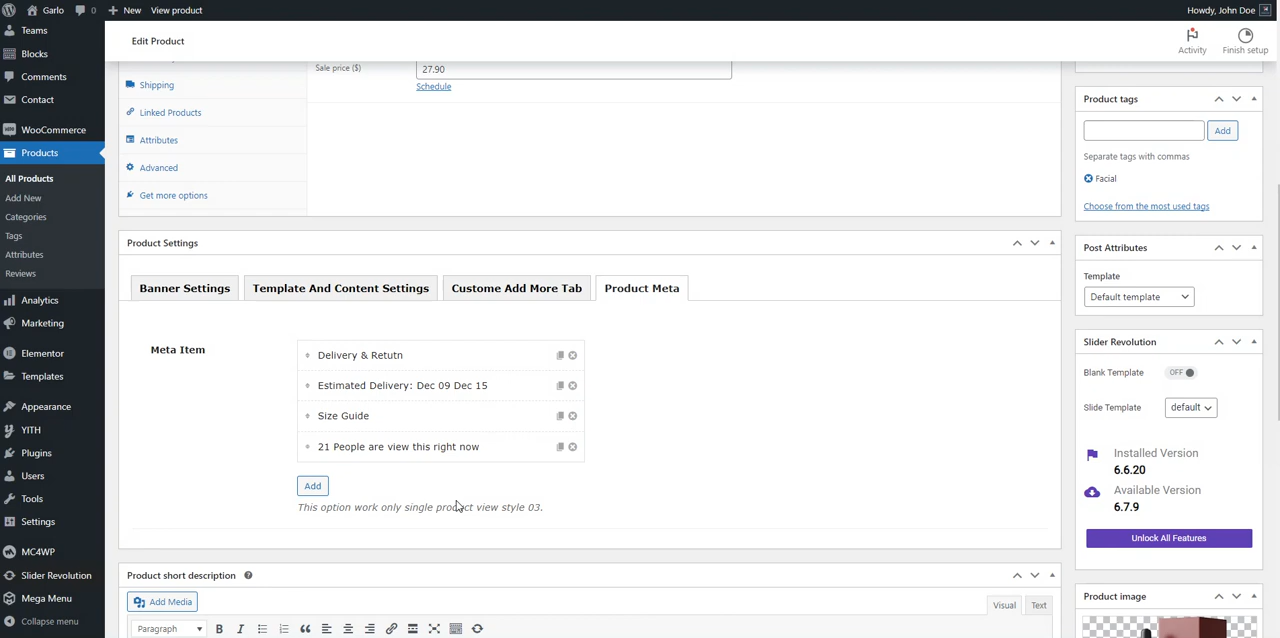 Garlo 0 New View product
Howdy, John Doe
Teams
Blocks
Comments
Contact
WooCommerce
Products
All Products
Add New
Categories
Tags
Attributes
Reviews
Analytics
Marketing
Elementor
Templates
Appearance
YITH
Plugins
Users
Tools
Settings
MC4WP
Slider Revolution
Mega Menu
Collapse menu
Edit Product
Activity
Finish setup
Sale price ($)
27.90
Schedule
Shipping
Linked Products
Attributes
Advanced
Get more options
Product Settings
Banner Settings
Template And Content Settings
Custome Add More Tab
Product Meta
Meta Item
Delivery & Retutn
Estimated Delivery: Dec 09 Dec 15
Size Guide
21 People are view this right now
Add
This option work only single product view style 03.
Product short description
Add Media
Visual
Text
Paragraph
B
I
Product tags
Add
Separate tags with commas
Facial
Choose from the most used tags
Post Attributes
Template
Default template
Slider Revolution
Blank Template
OFF
Slide Template
default
Installed Version
6.6.20
Available Version
6.7.9
Unlock All Features
Product image